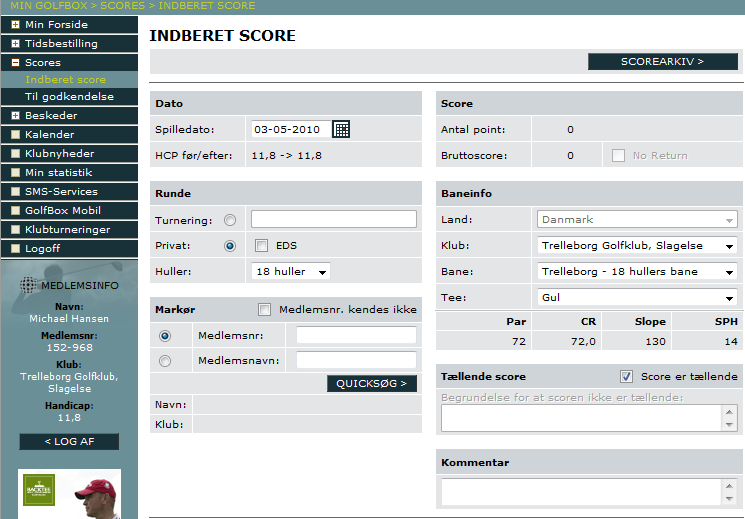 MIN GOLFBOX > SCORES > INDBERET SCORE
Min Forside
Tidsbestilling
Scores
Indberet score
Til godkendelse
Beskeder
Kalender
Klubnyheder
Min statistik
SMS-Services
GolfBox Mobil
Klubturneringer
Logoff
MEDLEMSINFO
Navn:
Michael Hansen
Medlemsnr:
152-968
Klub:
Trelleborg Golfklub,
Slagelse
Handicap:
11,8
< LOG AF
BACKTEE
INDBERET SCORE
SCOREARKIV >
Dato
Spilledato: 03-05-2010
HCP før/efter: 11,8 -> 11,8
Runde
Turnering:
Privat: EDS
Huller: 18 huller
Markør Medlemsnr. kendes ikke
Medlemsnr:
Medlemsnavn:
QUICKSØG >
Navn:
Klub:
Score
Antal point: 0
Bruttoscore: 0 No Return
Baneinfo
Land: Danmark
Klub: Trelleborg Golfklub, Slagelse
Bane: Trelleborg - 18 hullers bane
Tee: Gul
Par CR Slope SPH
72 72,0 130 14
Tællende score Score er tællende
Begrundelse for at scoren ikke er tællende:
Kommentar